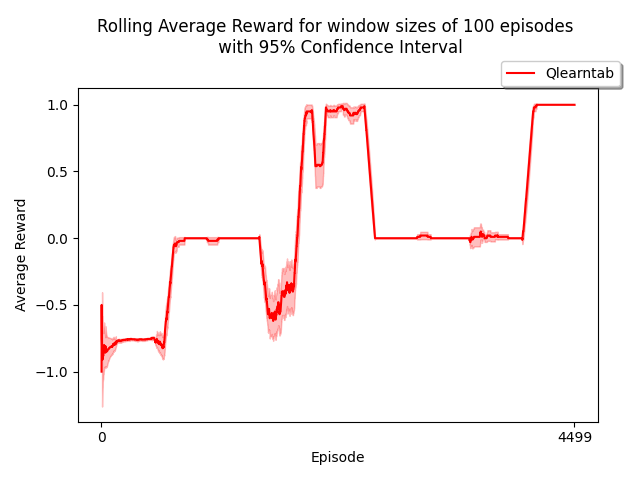 Rolling Average Reward for window sizes of 100 episodes
with 95% Confidence Interval
Qlearntab
1.0
0.5
0.0
−0.5
−1.0
Average Reward
0
4499
Episode